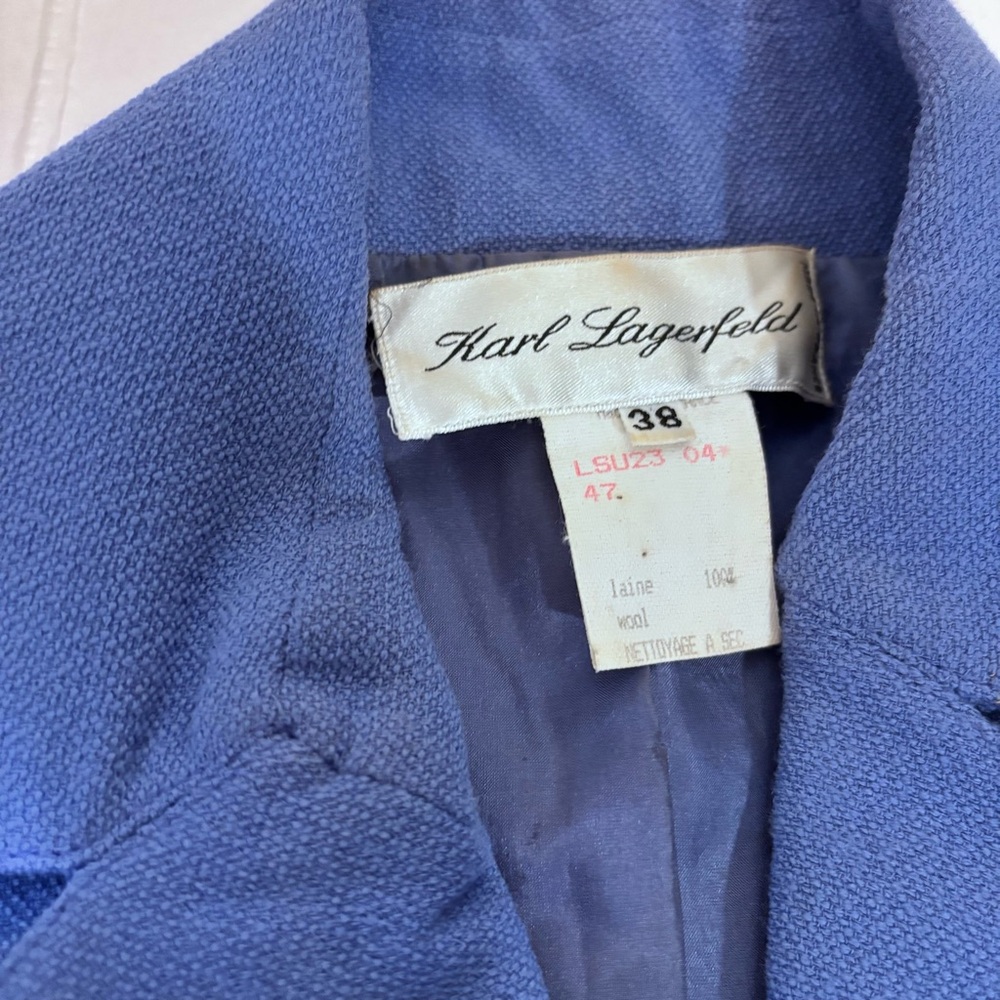 Karl Lagerfeld
38
LSU23 04*
47.
laine 100%
wool
NETTOYAGE A SEC